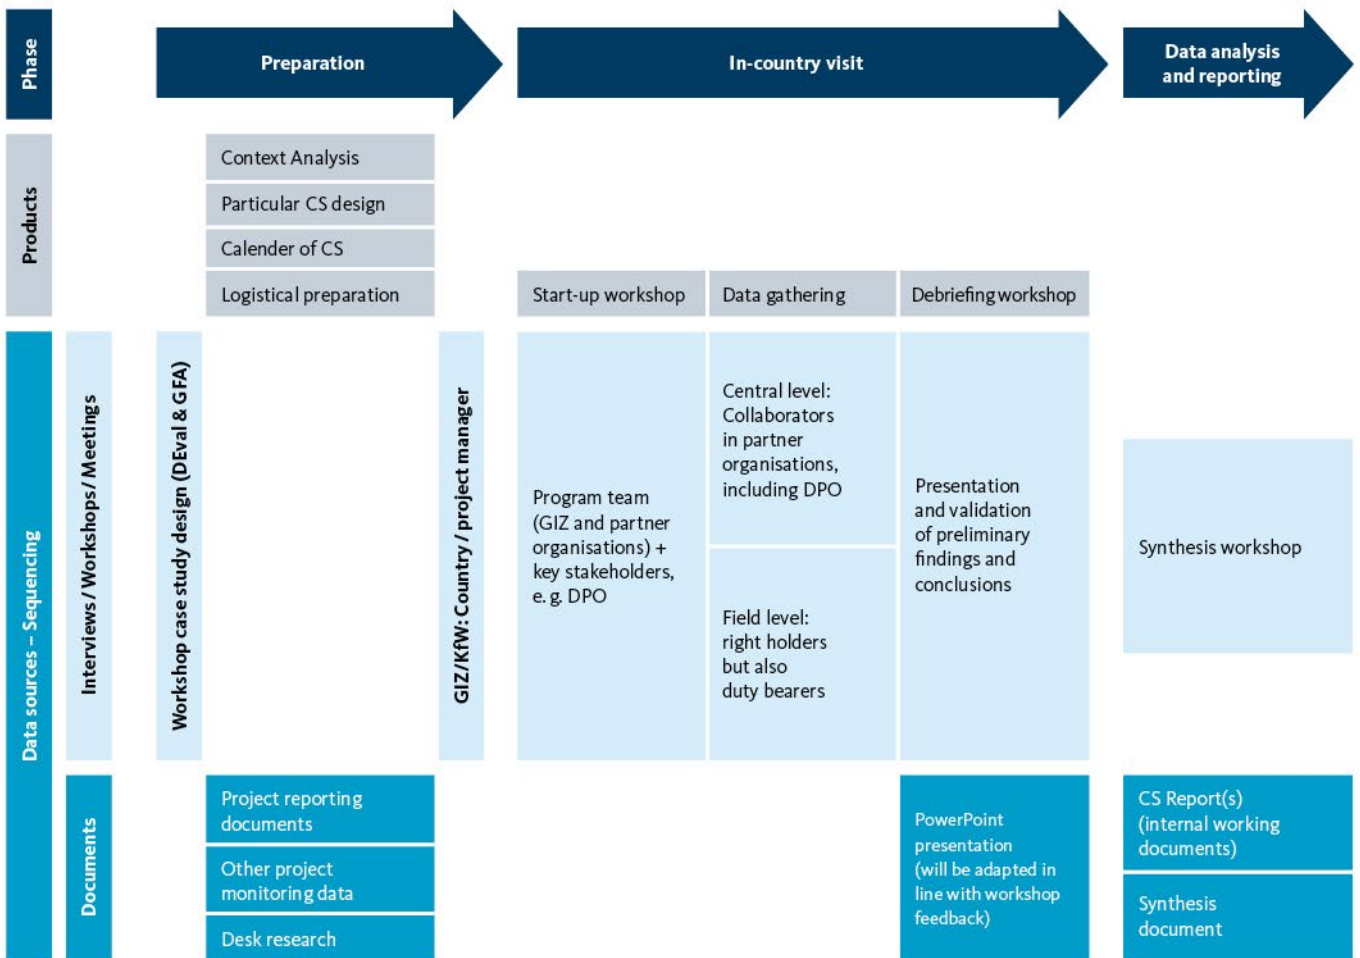 Phase
Preparation
In-country visit
Data analysis
and reporting
Products
Context Analysis
Particular CS design
Calender of CS
Logistical preparation
Start-up workshop
Data gathering
Debriefing workshop
Data sources – Sequencing
Interviews / Workshops / Meetings
Workshop case study design (DEval & GFA)
GIZ/KfW: Country / project manager
Program team
(GIZ and partner
organisations) +
key stakeholders,
e. g. DPO
Central level:
Collaborators
in partner
organisations,
including DPO
Field level:
right holders
but also
duty bearers
Presentation
and validation
of preliminary
findings and
conclusions
Synthesis workshop
Documents
Project reporting
documents
Other project
monitoring data
Desk research
PowerPoint
presentation
(will be adapted in
line with workshop
feedback)
CS Report(s)
(internal working
documents)
Synthesis
document